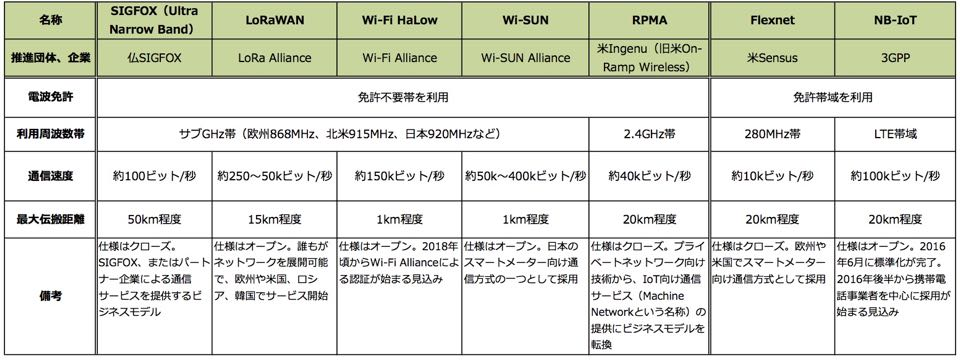 名称
SIGFOX（Ultra
Narrow Band）
LoRaWAN
Wi-Fi HaLow
Wi-SUN
RPMA
Flexnet
NB-IoT
推進団体、企業
仏SIGFOX
LoRa Alliance
Wi-Fi Alliance
Wi-SUN Alliance
米Ingenu（旧米On-
Ramp Wireless）
米Sensus
3GPP
電波免許
免許不要帯を利用
免許帯域を利用
利用周波数帯
サブGHz帯（欧州868MHz、北米915MHz、日本920MHzなど）
2.4GHz帯
280MHz帯
LTE帯域
通信速度
約100ビット/秒
約250～50kビット/秒
約150kビット/秒
約50k～400kビット/秒
約40kビット/秒
約10kビット/秒
約100kビット/秒
最大伝搬距離
50km程度
15km程度
1km程度
1km程度
20km程度
20km程度
20km程度
備考
仕様はクローズ。
SIGFOX、またはパート
ナー企業による通信
サービスを提供するビ
ジネスモデル
仕様はオープン。誰もが
ネットワークを展開可能
で、欧州や米国、ロシ
ア、韓国でサービス開始
仕様はオープン。2018年
頃からWi-Fi Allianceによ
る認証が始まる見込み
仕様はオープン。日本の
スマートメーター向け通
信方式の一つとして採用
仕様はクローズ。プライ
ベートネットワーク向け
技術から、IoT向け通信
サービス（Machine
Networkという名称）の
提供にビジネスモデルを
転換
仕様はクローズ。欧州や
米国でスマートメーター
向け通信方式として採用
仕様はオープン。2016
年6月に標準化が完了。
2016年後半から携帯電
話事業者を中心に採用が
始まる見込み